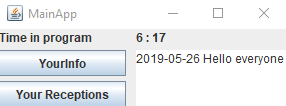 MainApp
Time in program 6 : 17
YourInfo
2019-05-26 Hello everyone
Your Receptions